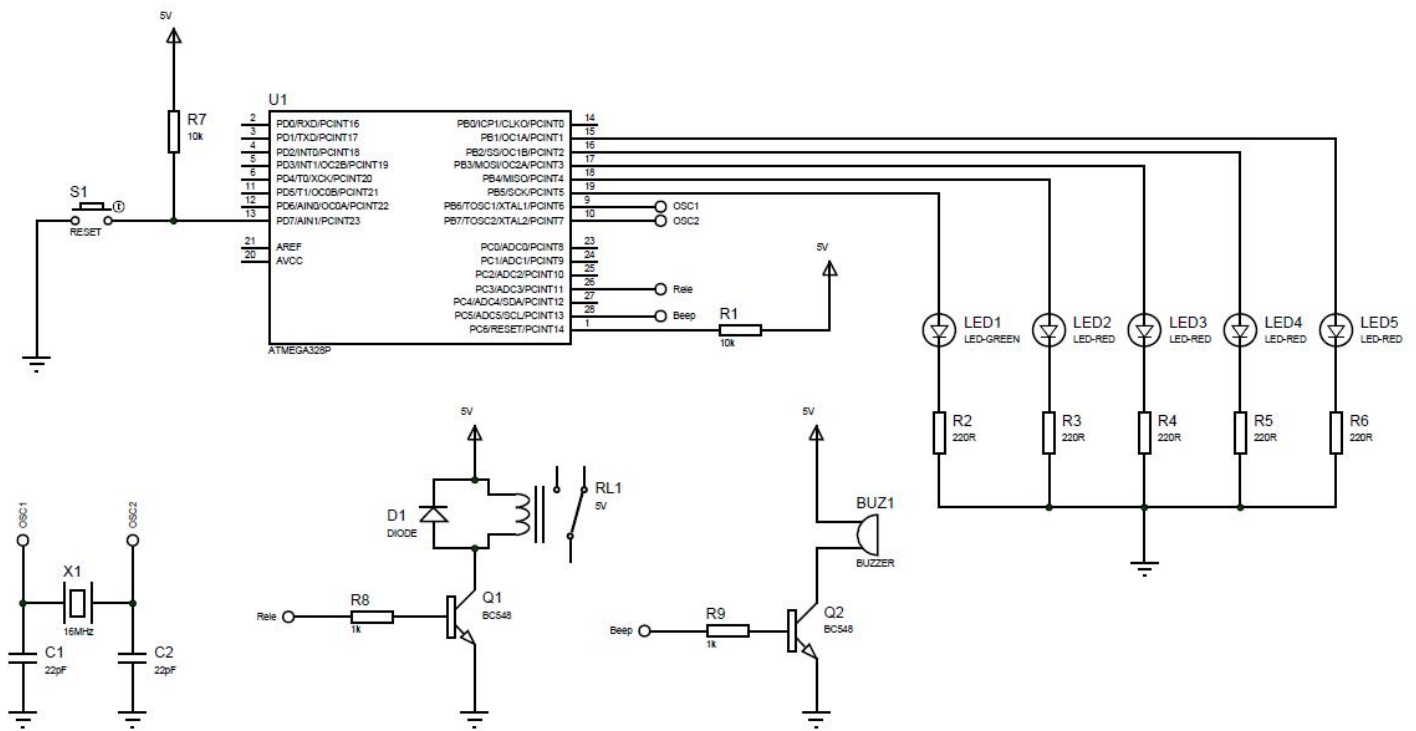 5V
R7
10k
S1
RESET
U1
2 PD0/RXD/PCINT16
3 PD1/TXD/PCINT17
4 PD2/INT0/PCINT18
5 PD3/INT1/OC2B/PCINT19
6 PD4/T0/XCK/PCINT20
11 PD5/T1/OC0B/PCINT21
12 PD6/AIN0/OC0A/PCINT22
13 PD7/AIN1/PCINT23
21 AREF
20 AVCC
PB0/ICP1/CLKO/PCINT0 14
PB1/OC1A/PCINT1 15
PB2/SS/OC1B/PCINT2 16
PB3/MOSI/OC2A/PCINT3 17
PB4/MISO/PCINT4 18
PB5/SCK/PCINT5 19
PB6/TOSC1/XTAL1/PCINT6 9 OSC1
PB7/TOSC2/XTAL2/PCINT7 10 OSC2
PC0/ADC0/PCINT8 23
PC1/ADC1/PCINT9 24
PC2/ADC2/PCINT10 25
PC3/ADC3/PCINT11 26 Rele
PC4/ADC4/SDA/PCINT12 27
PC5/ADC5/SCL/PCINT13 28 Beep
PC6/RESET/PCINT14 1
ATMEGA328P
R1
10k
5V
LED1
LED-GREEN
LED2
LED-RED
LED3
LED-RED
LED4
LED-RED
LED5
LED-RED
R2
220R
R3
220R
R4
220R
R5
220R
R6
220R
OSC1
OSC2
X1
16MHz
C1
22pF
C2
22pF
5V
D1
DIODE
RL1
5V
Rele
R8
1k
Q1
BC548
5V
BUZ1
BUZZER
Beep
R9
1k
Q2
BC548